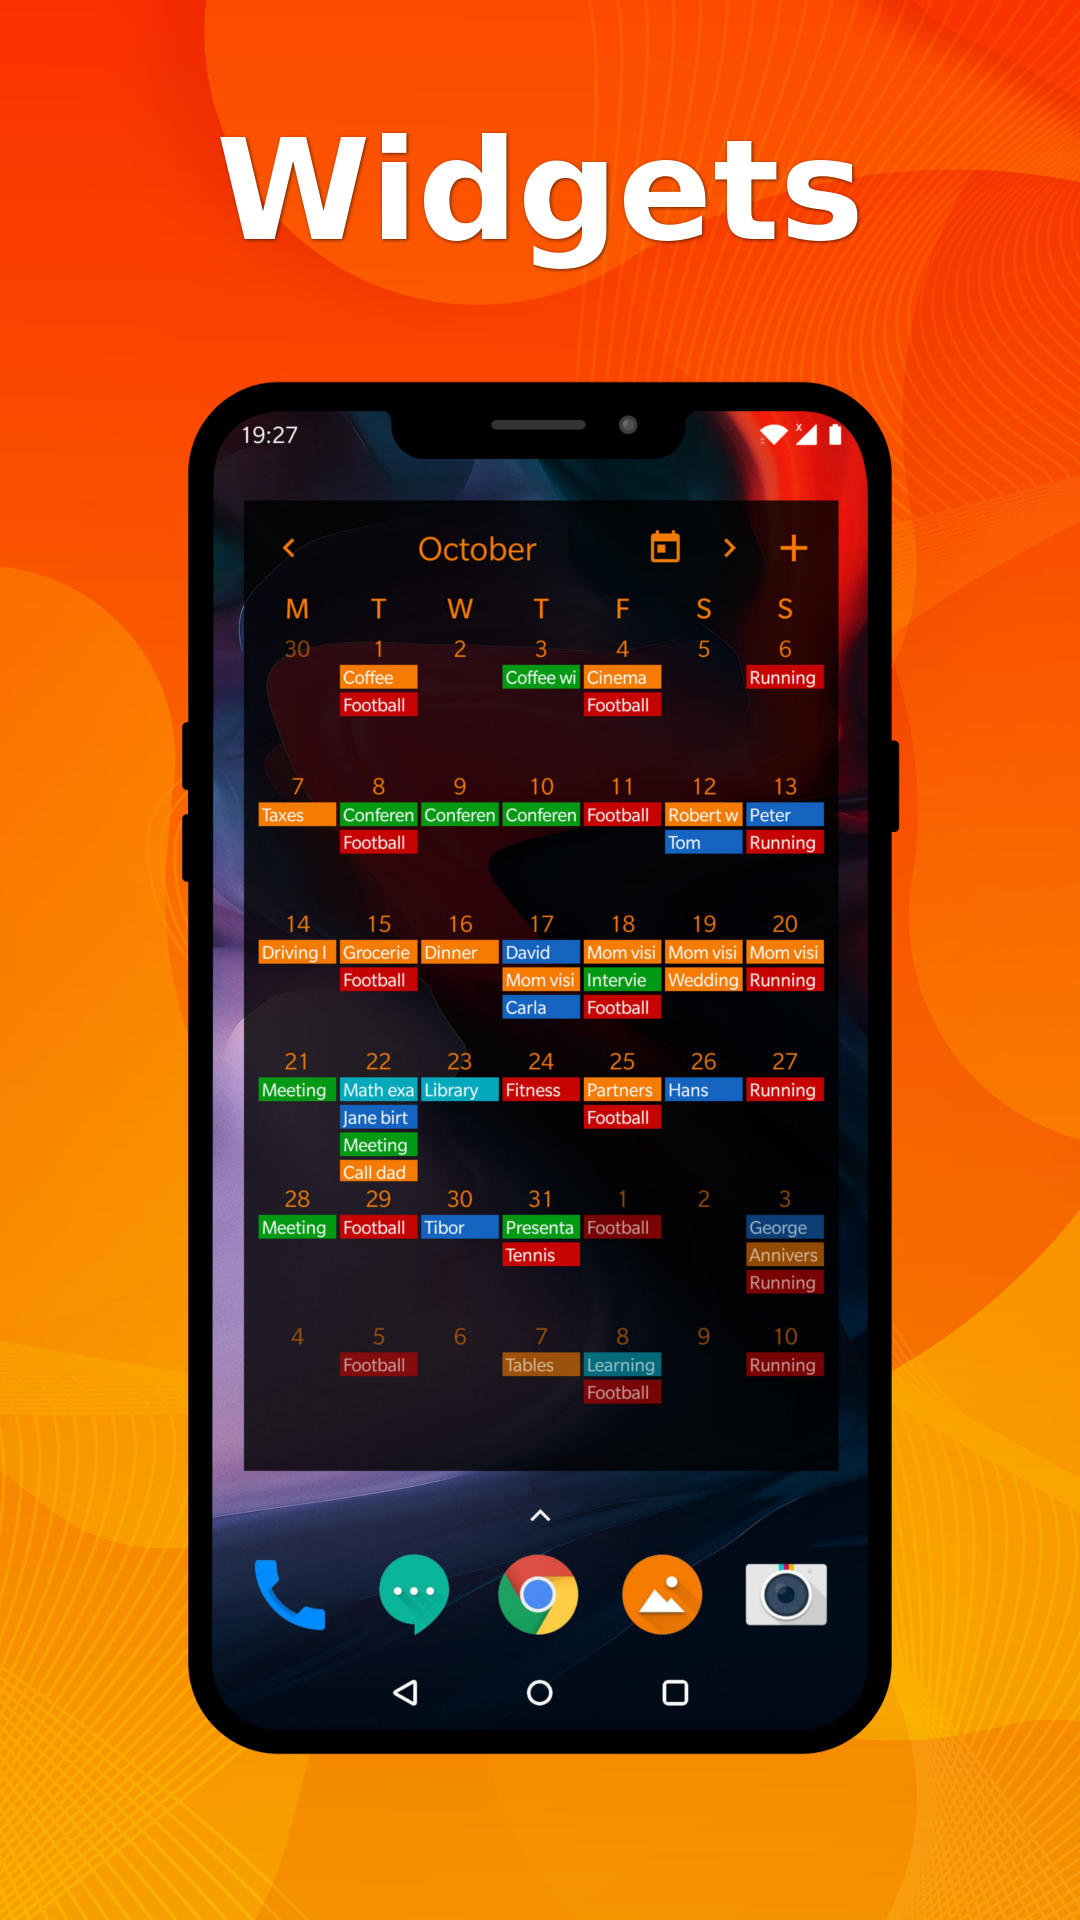 Widgets
19:27
October
M T W T F S S
30 1 2 3 4 5 6
Coffee Coffee wi Cinema Running
Football Football
7 8 9 10 11 12 13
Taxes Conferen Conferen Conferen Football Robert w Peter
Football Tom Running
14 15 16 17 18 19 20
Driving l Grocerie Dinner David Mom visi Mom visi Mom visi
Football Mom visi Intervie Wedding Running
Carla Football
21 22 23 24 25 26 27
Meeting Math exa Library Fitness Partners Hans Running
Jane birt Football
Meeting
Call dad
28 29 30 31 1 2 3
Meeting Football Tibor Presenta Football George
Tennis Annivers
Running
4 5 6 7 8 9 10
Football Tables Learning Running
Football